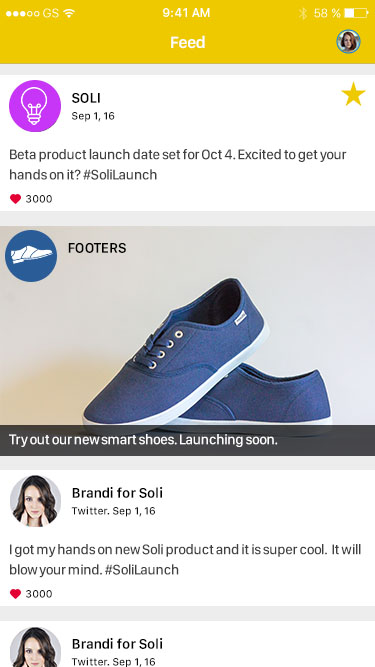 GS 9:41 AM 58 %
Feed
SOLI
Sep 1, 16
Beta product launch date set for Oct 4. Excited to get your
hands on it? #SoliLaunch
3000
FOOTERS
Try out our new smart shoes. Launching soon.
Brandi for Soli
Twitter. Sep 1, 16
I got my hands on new Soli product and it is super cool. It will
blow your mind. #SoliLaunch
3000
Brandi for Soli
Twitter. Sep 1, 16